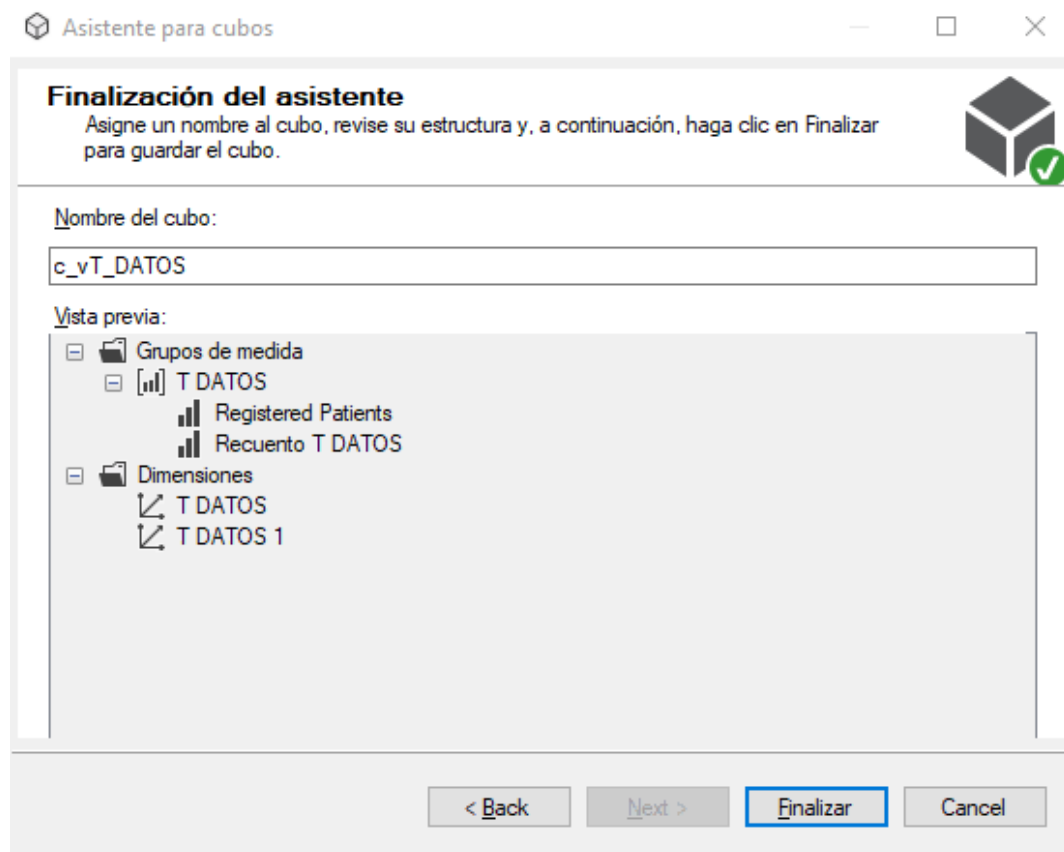 Asistente para cubos
Finalización del asistente
Asigne un nombre al cubo, revise su estructura y, a continuación, haga clic en Finalizar
para guardar el cubo.
Nombre del cubo:
c_vT_DATOS
Vista previa:
Grupos de medida
T DATOS
Registered Patients
Recuento T DATOS
Dimensiones
T DATOS
T DATOS 1
< Back
Next >
Finalizar
Cancel